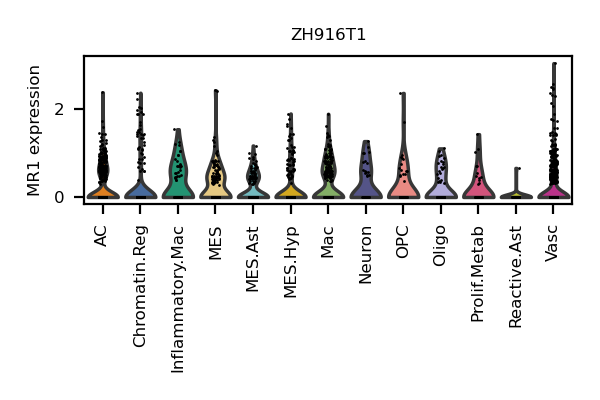 ZH916T1
MR1 expression
2
0
AC
Chromatin.Reg
Inflammatory.Mac
MES
MES.Ast
MES.Hyp
Mac
Neuron
OPC
Oligo
Prolif.Metab
Reactive.Ast
Vasc